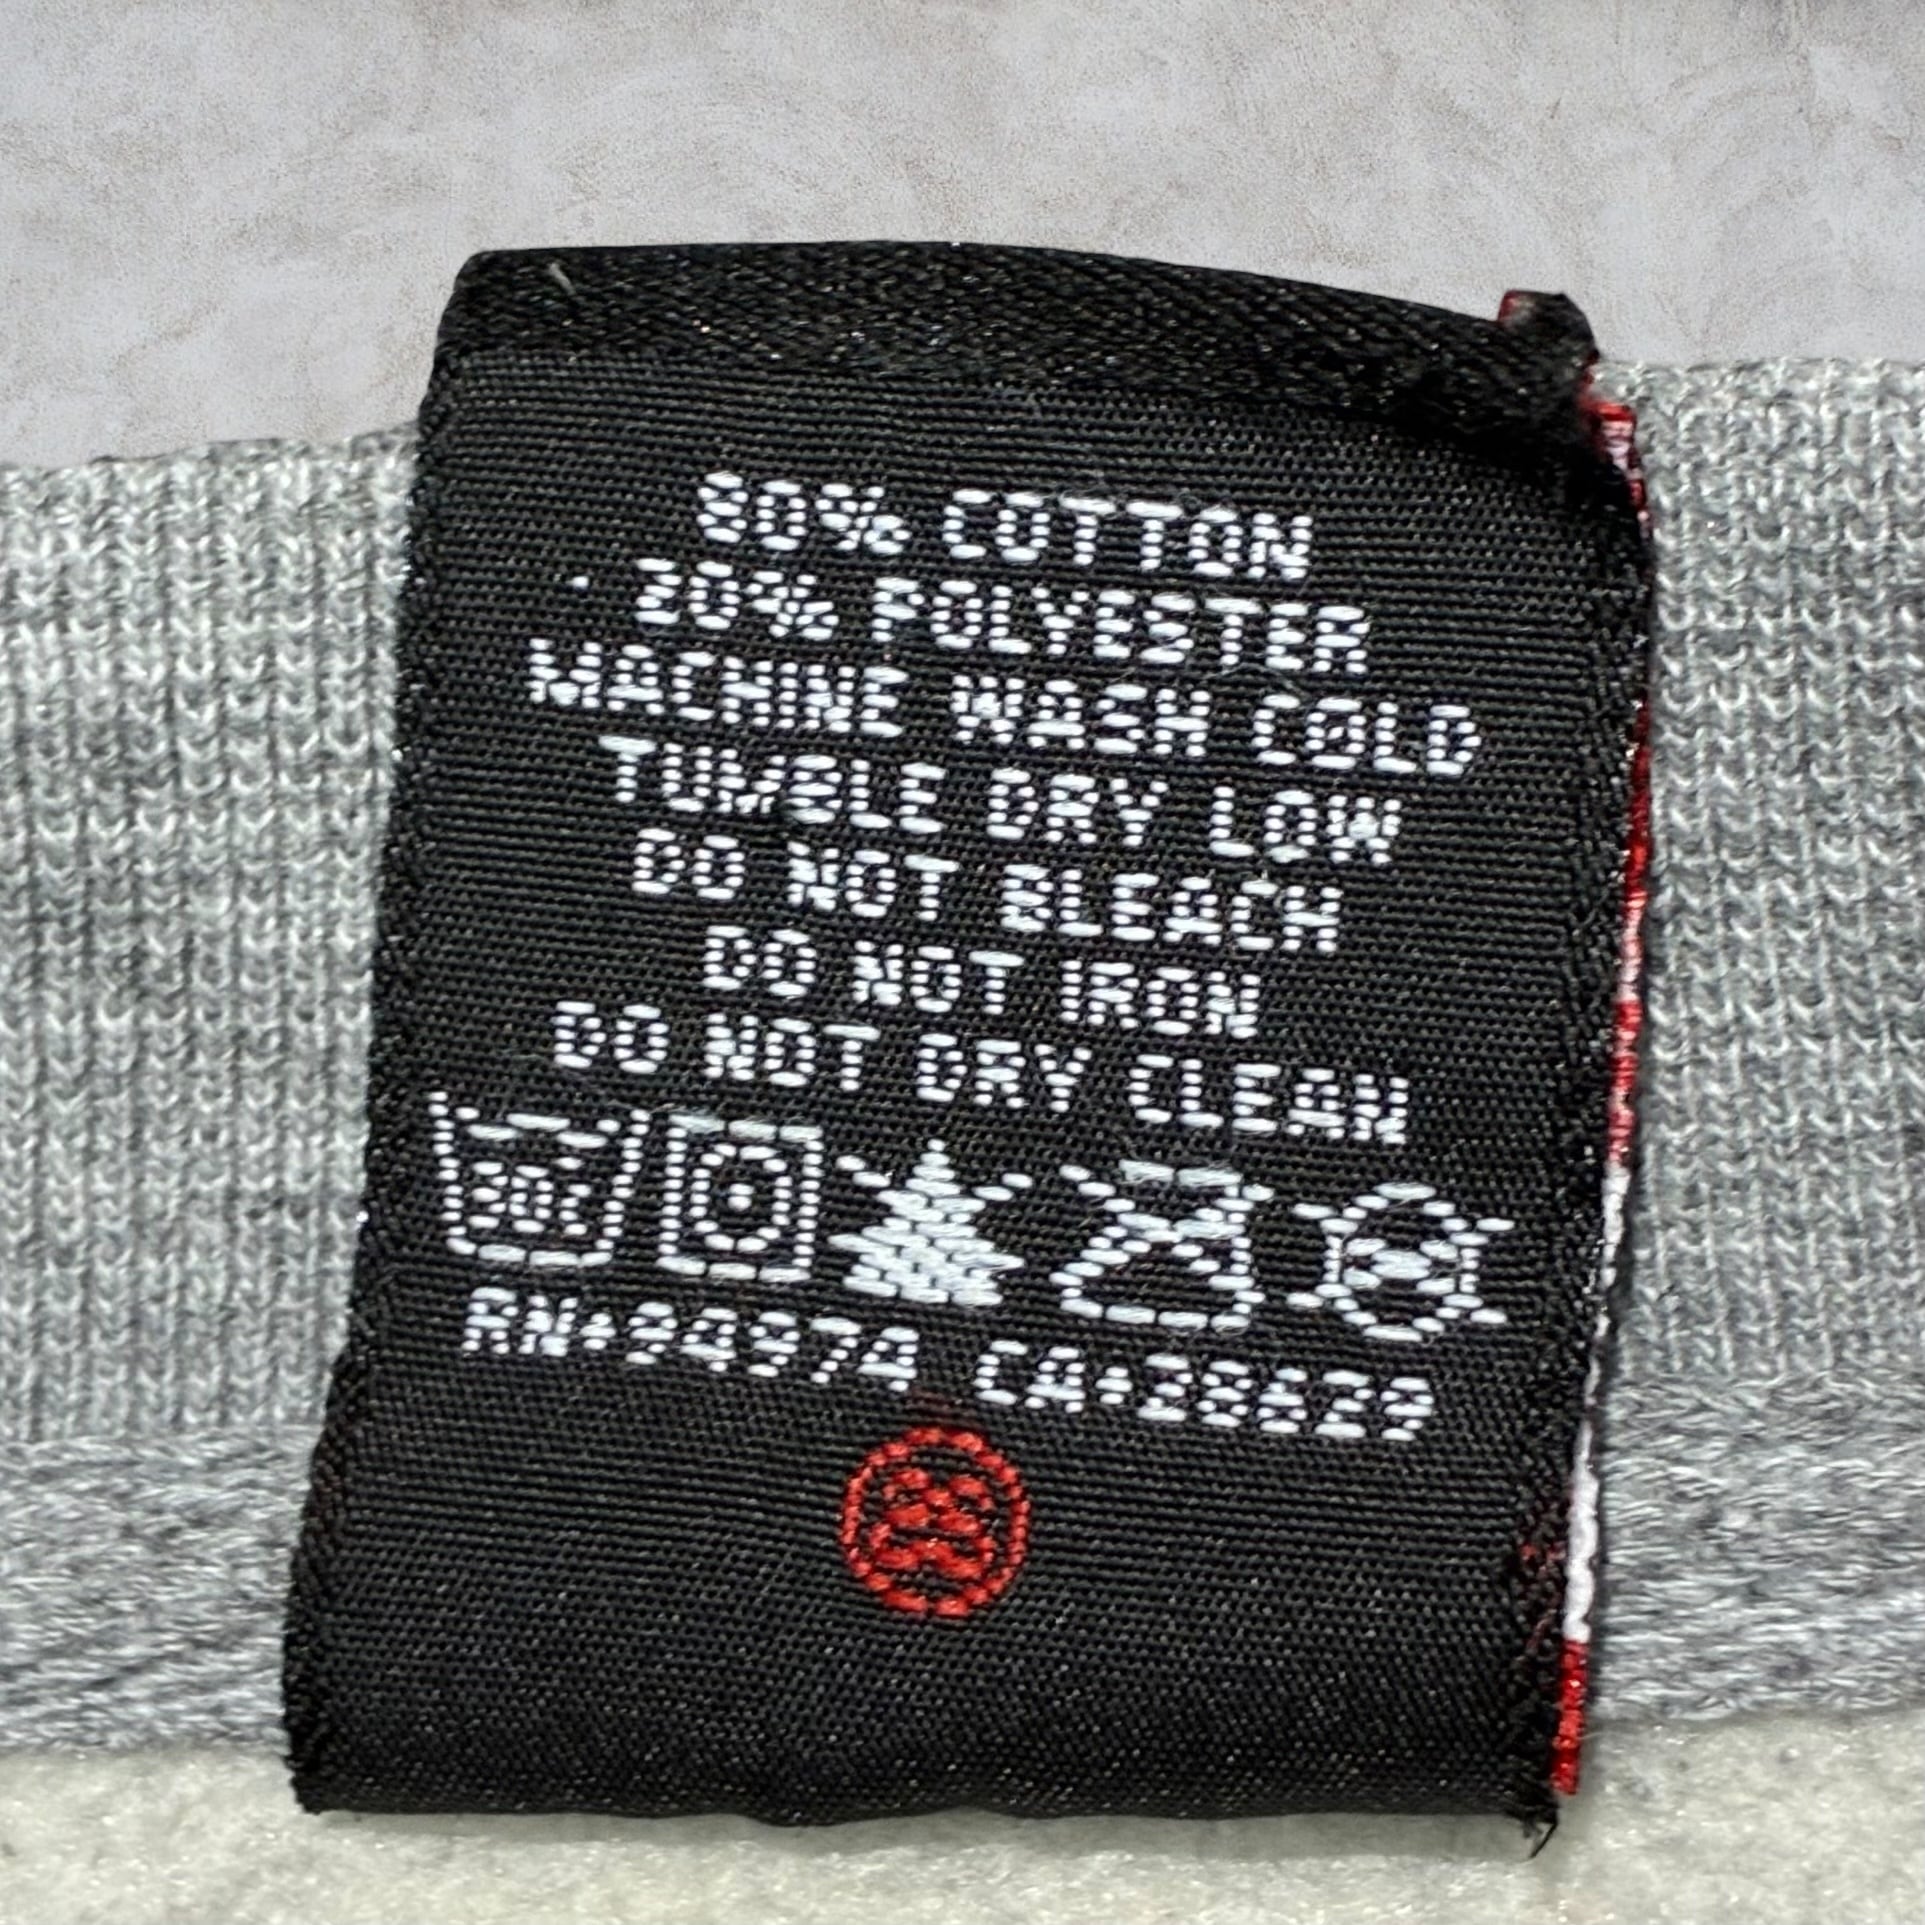 80% COTTON
20% POLYESTER
MACHINE WASH COLD
TUMBLE DRY LOW
DO NOT BLEACH
DO NOT IRON
DO NOT DRY CLEAN
30C
RN•94974 CA•28629